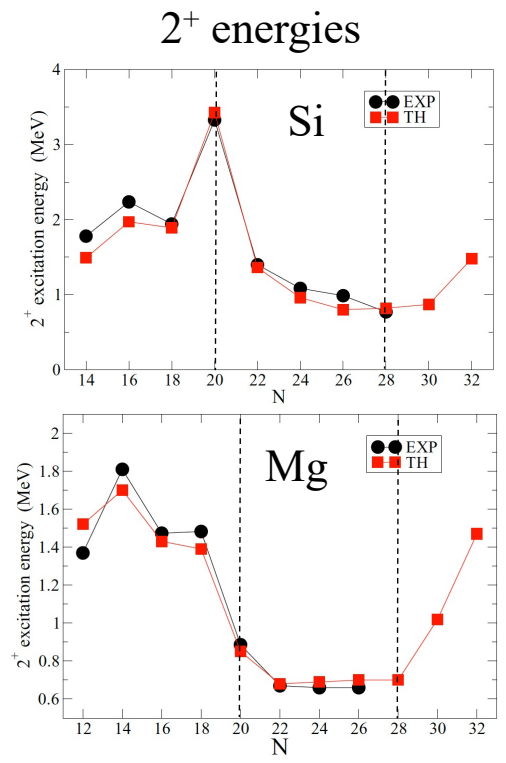 2+ energies
4
3
2
1
0
2+ excitation energy (MeV)
Si
EXP
TH
14 16 18 20 22 24 26 28 30 32
N
2
1.8
1.6
1.4
1.2
1
0.8
0.6
2+ excitation energy (MeV)
Mg
EXP
TH
12 14 16 18 20 22 24 26 28 30 32
N